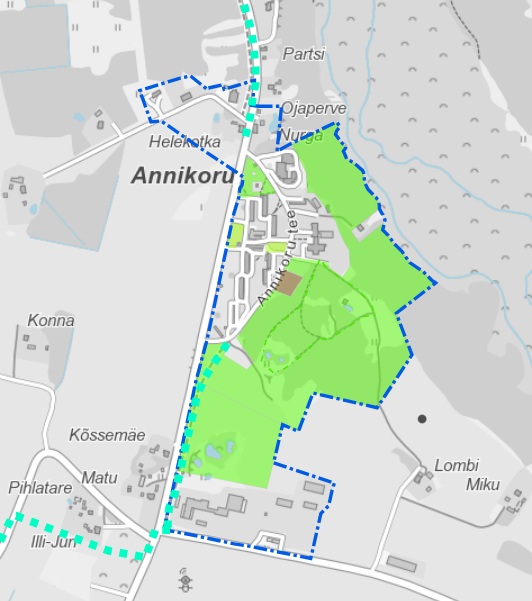 Partsi
Ojaperve
Nurga
Helekotka
Annikoru
Annikoru tee
Konna
Kõssemäe
Matu
Pihlatare
Lombi
Miku
Illi-Juri